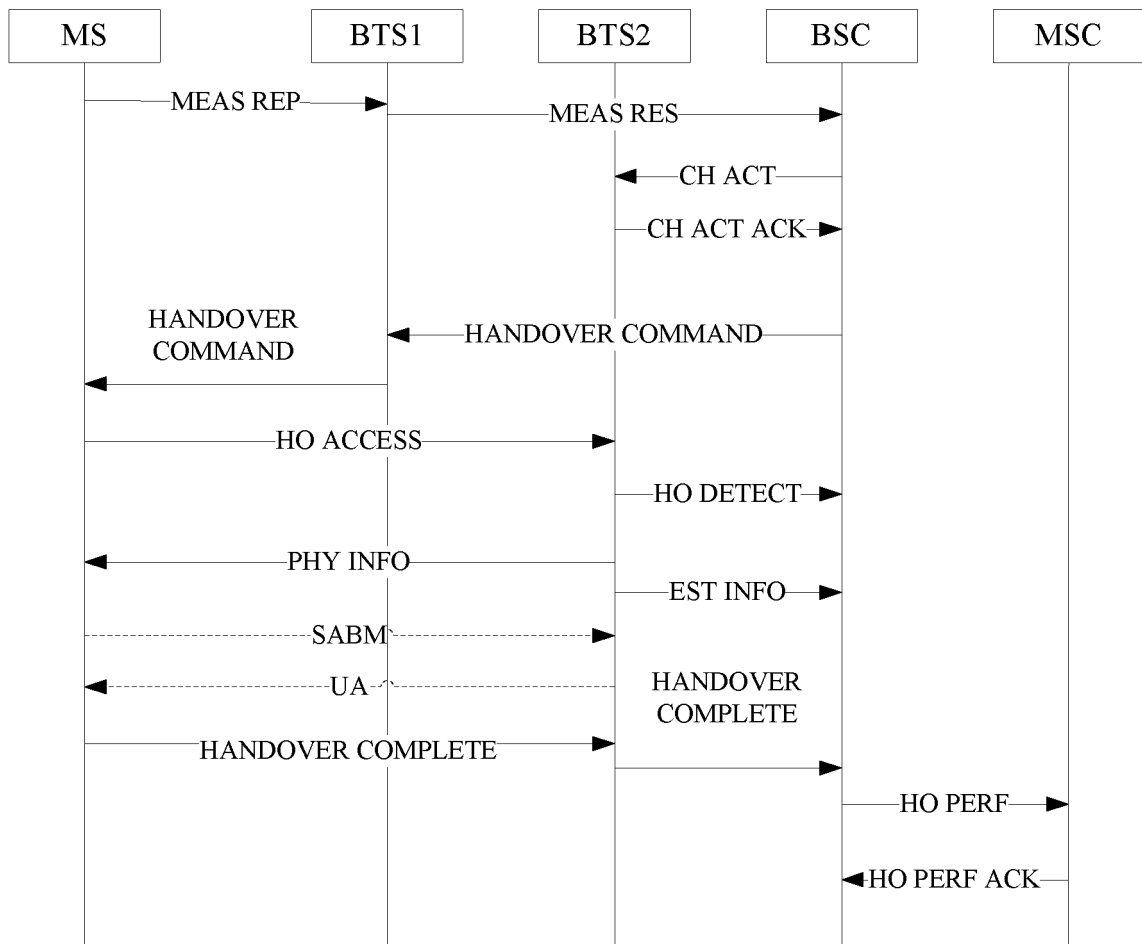 MS
BTS1
BTS2
BSC
MSC
MEAS REP
MEAS RES
CH ACT
CH ACT ACK
HANDOVER
COMMAND
HANDOVER COMMAND
HO ACCESS
HO DETECT
PHY INFO
EST INFO
SABM
UA
HANDOVER
COMPLETE
HANDOVER COMPLETE
HO PERF
HO PERF ACK